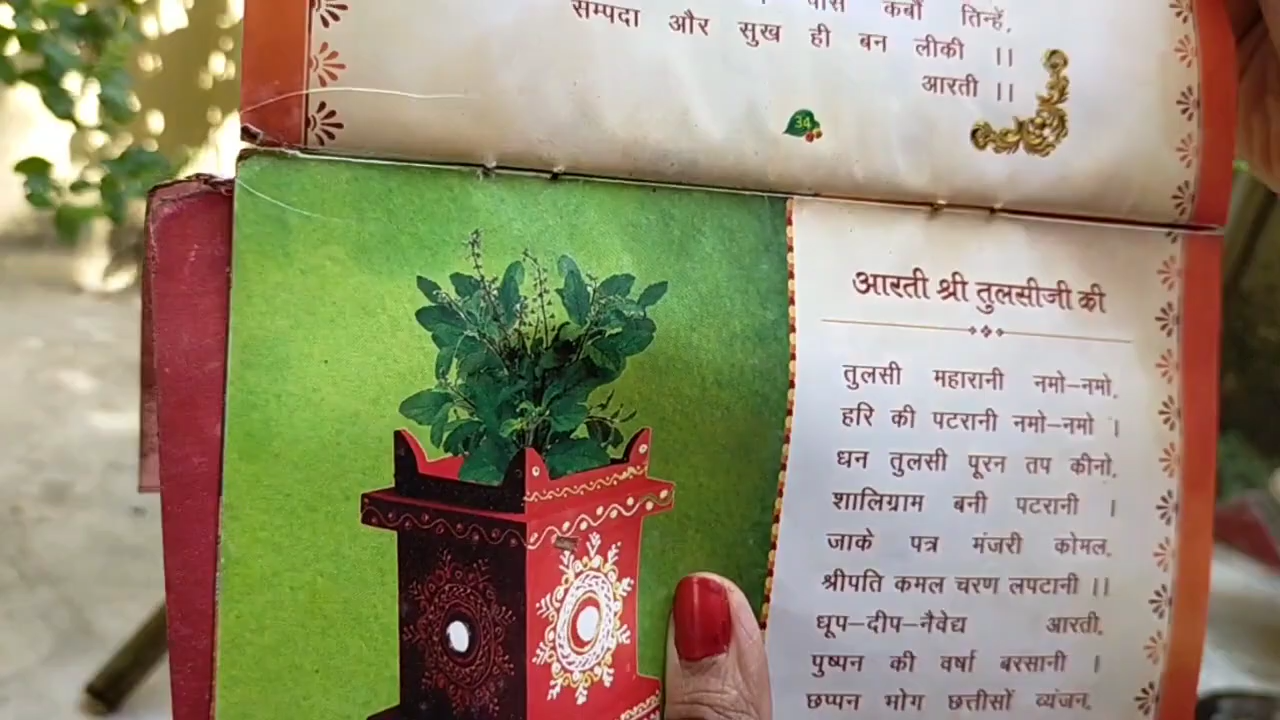 पास कबौं तिन्हें,
सम्पदा और सुख ही बन लीकी ।।
आरती ।।
34
आरती श्री तुलसीजी की
तुलसी महारानी नमो-नमो,
हरि की पटरानी नमो-नमो ।
धन तुलसी पूरन तप कीनो,
शालिग्राम बनी पटरानी ।
जाके पत्र मंजरी कोमल,
श्रीपति कमल चरण लपटानी ।।
धूप-दीप-नैवेद्य आरती,
पुष्पन की वर्षा बरसानी ।
छप्पन भोग छत्तीसों व्यंजन,